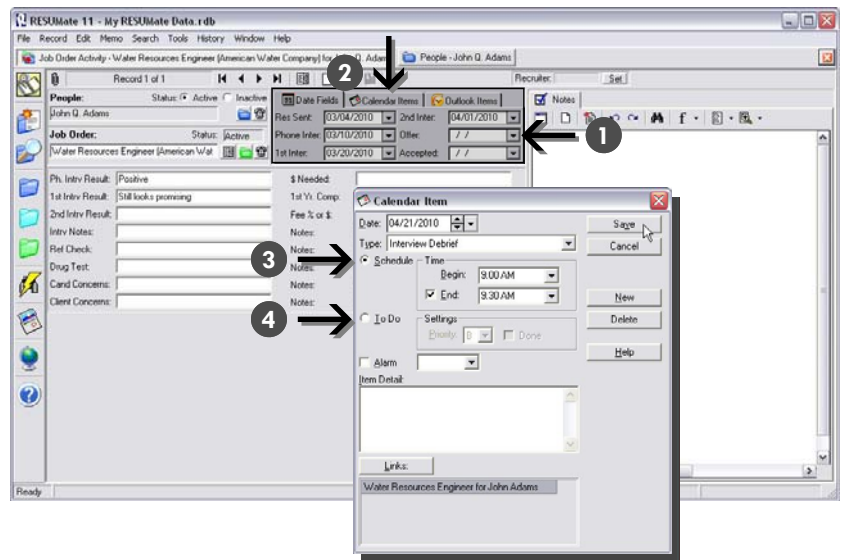 RESUMate 11 - My RESUMate Data.rdb
File Record Edit Memo Search Tools History Window Help
Job Order Activity - Water Resources Engineer (American Water Company) for John Q. Adams People - John Q. Adams
Record 1 of 1 Recruiter: Set
People: Status: Active Inactive
John Q. Adams
Job Order: Status: Active
Water Resources Engineer (American Wat
Date Fields Calendar Items Outlook Items
Res Sent: 03/04/2010 2nd Inter: 04/01/2010
Phone Inter: 03/10/2010 Offer: / /
1st Inter: 03/20/2010 Accepted: / /
Notes
2
1
Ph. Intrv Result: Positive $ Needed:
1st Intrv Result: Still looks promising 1st Yr. Comp:
2nd Intrv Result: Fee % or $:
Intrv Notes: Notes:
Ref Check: Notes:
Drug Test: Notes:
Cand Concerns: Notes:
Client Concerns: Notes:
Calendar Item
Date: 04/21/2010 Save
Type: Interview Debrief Cancel
3
Schedule Time
Begin: 9:00 AM
End: 9:30 AM New
4
To Do Settings Delete
Priority: B Done
Alarm Help
Item Detail:
Links:
Water Resources Engineer for John Adams
Ready